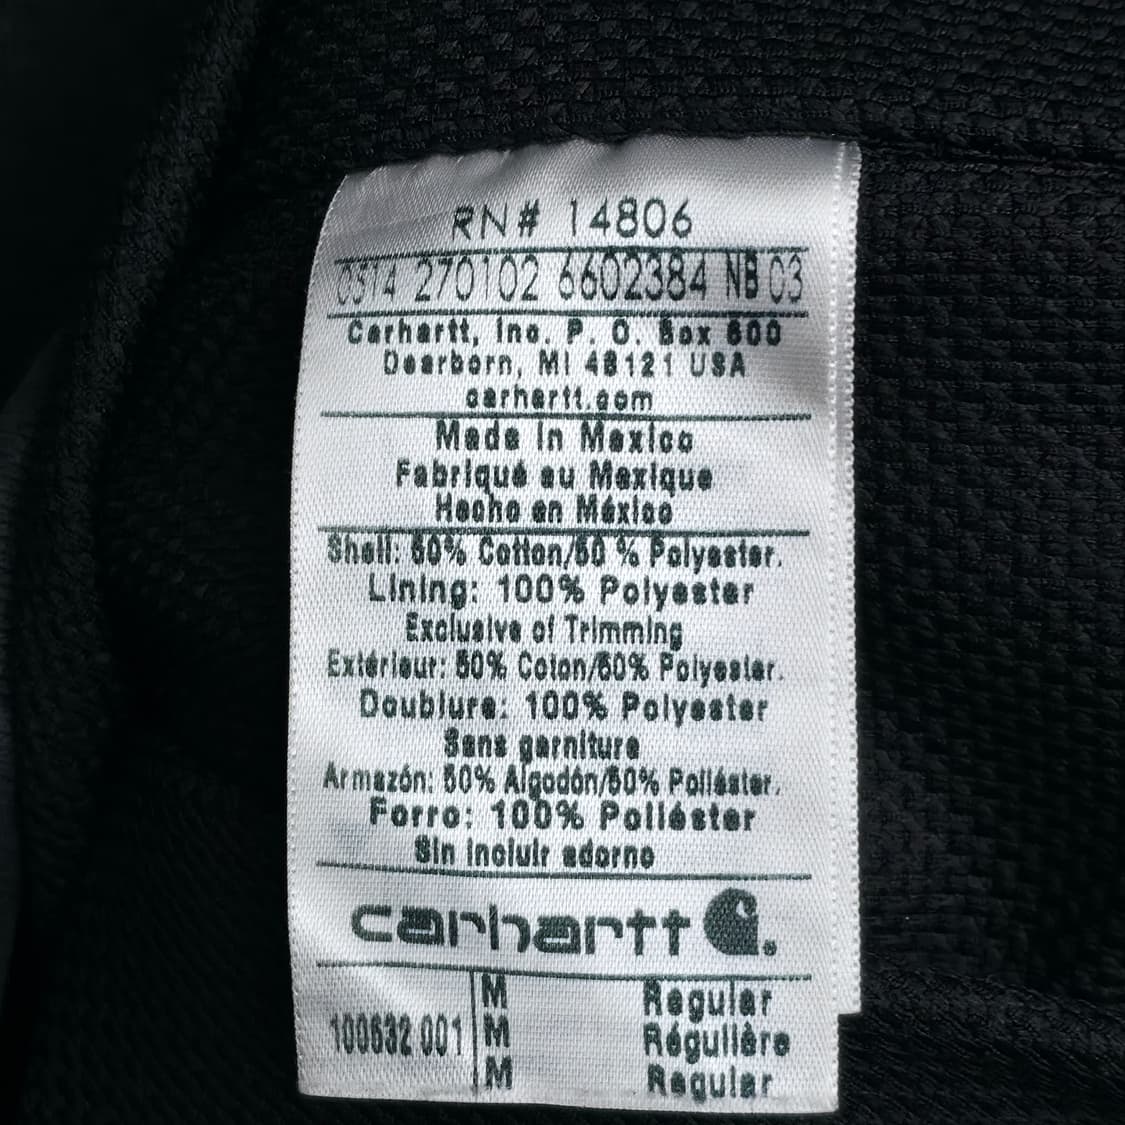 RN# 14806
0514 270102 6602384 NB 03
Carhartt, Inc. P. O. Box 600
Dearborn, MI 48121 USA
carhartt.com
Made In Mexico
Fabriqué au Mexique
Hecho en México
Shell: 50% Cotton/50 % Polyester.
Lining: 100% Polyester
Exclusive of Trimming
Extérieur: 50% Coton/50% Polyester.
Doublure: 100% Polyester
Sans garniture
Armazón: 50% Algodón/50% Poliéster.
Forro: 100% Poliéster
Sin incluir adorno
carhartt
100632 001
M Regular
M Régulière
M Regular